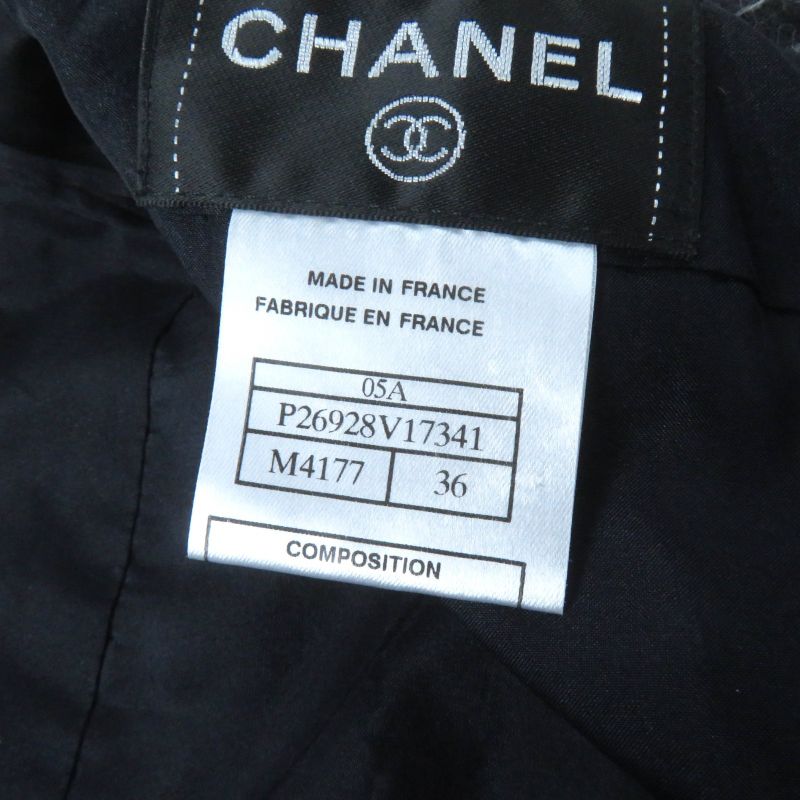 CHANEL
MADE IN FRANCE
FABRIQUE EN FRANCE
05A
P26928V17341
M4177 36
COMPOSITION